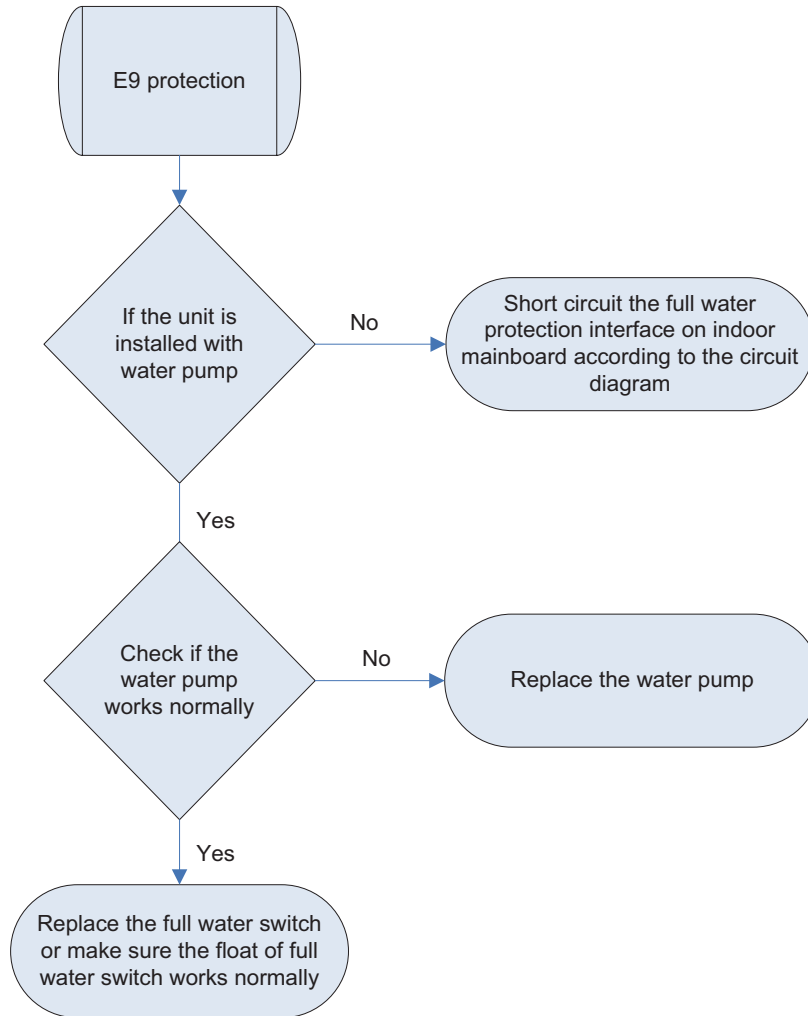 E9 protection
If the unit is
installed with
water pump
No
Short circuit the full water
protection interface on indoor
mainboard according to the circuit
diagram
Yes
Check if the
water pump
works normally
No
Replace the water pump
Yes
Replace the full water switch
or make sure the float of full
water switch works normally